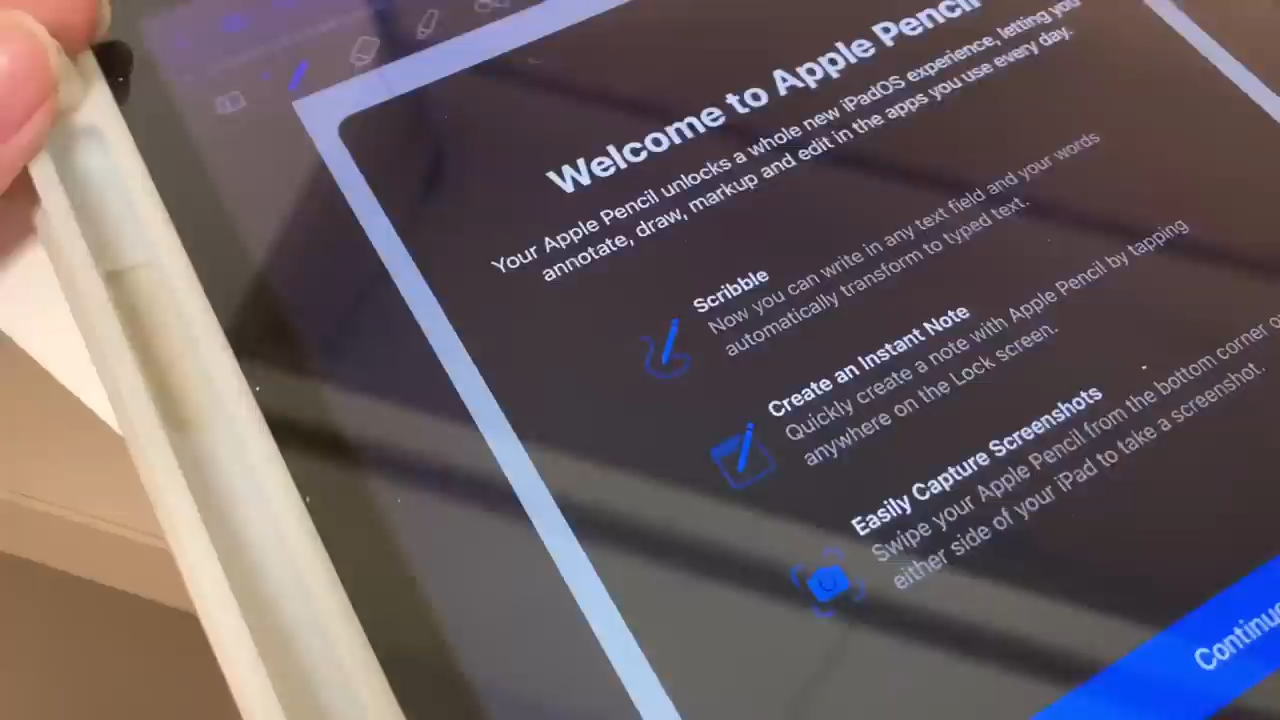 Welcome to Apple Pencil
Your Apple Pencil unlocks a whole new iPadOS experience, letting you
annotate, draw, markup and edit in the apps you use every day.
Scribble
Now you can write in any text field and your words
automatically transform to typed text.
Create an Instant Note
Quickly create a note with Apple Pencil by tapping
anywhere on the Lock screen.
Easily Capture Screenshots
Swipe your Apple Pencil from the bottom corner
either side of your iPad to take a screenshot.